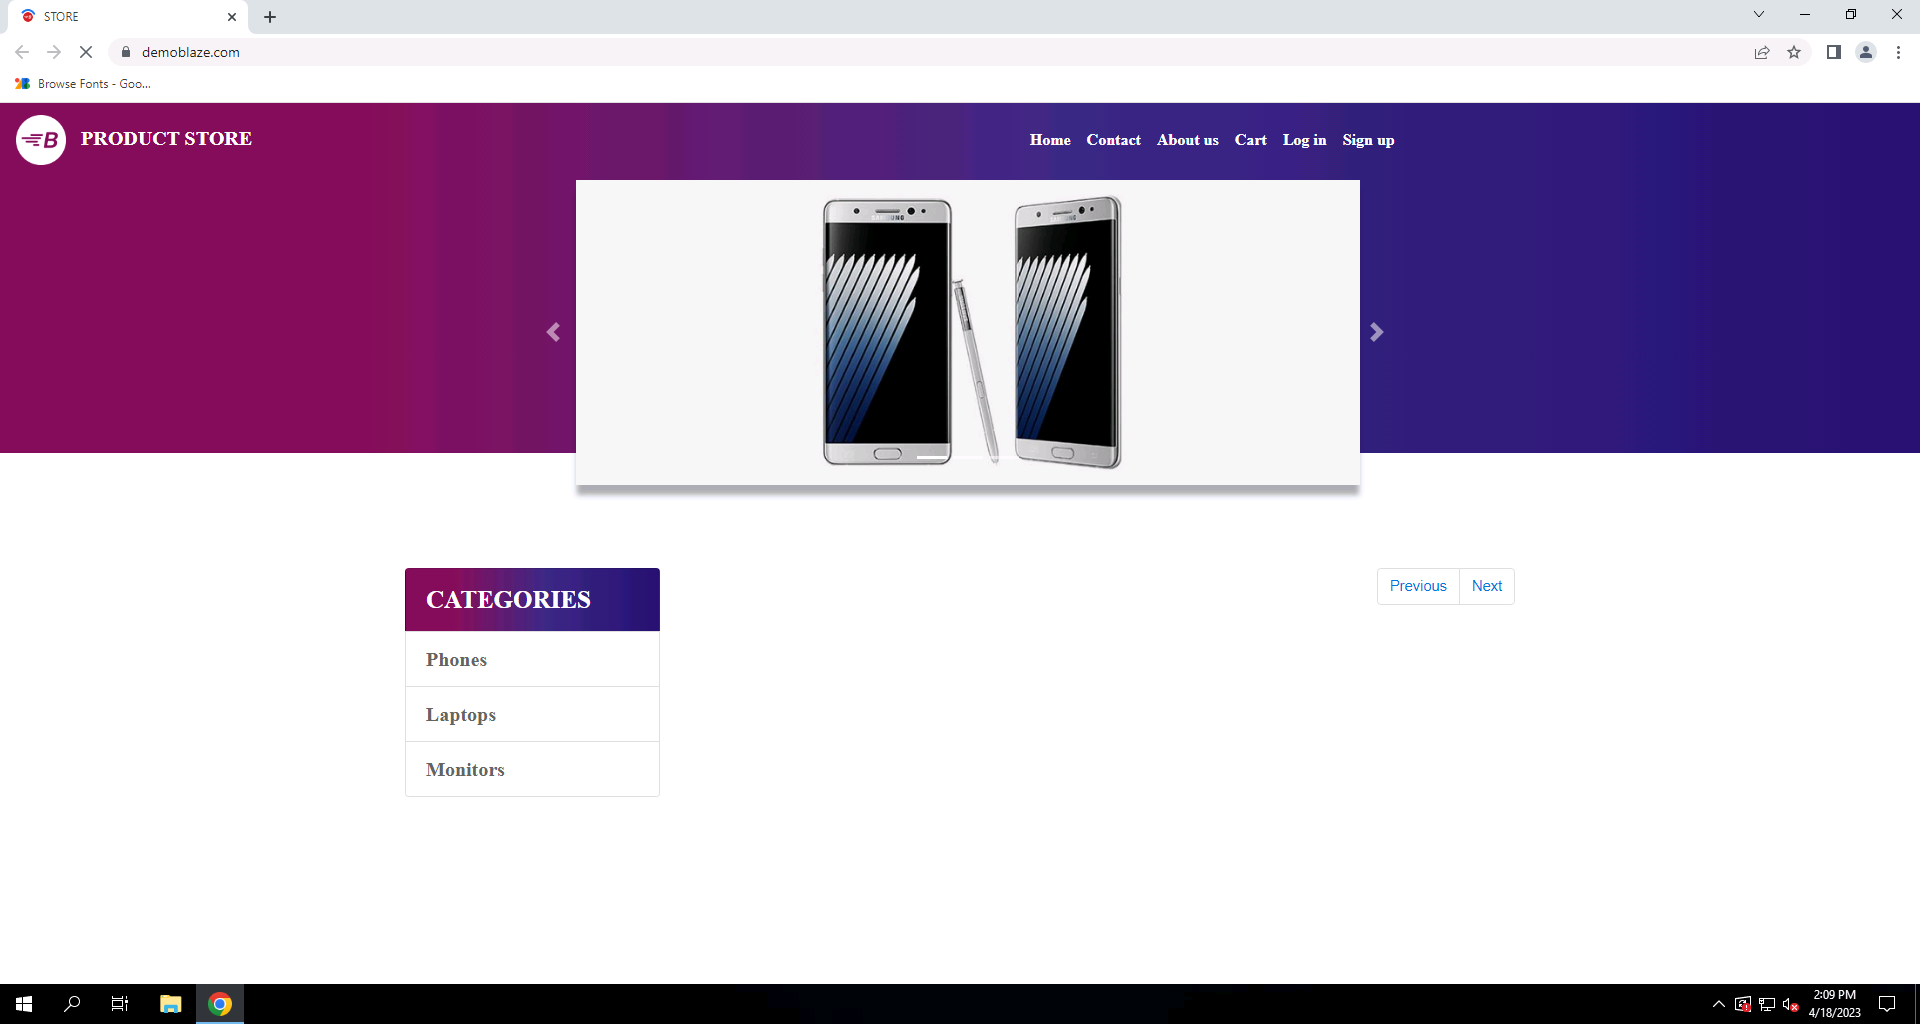 STORE
demoblaze.com
Browse Fonts - Goo...
B PRODUCT STORE
Home Contact About us Cart Log in Sign up
SAMSUNG
CATEGORIES
Phones
Laptops
Monitors
Previous Next
2:09 PM
4/18/2023